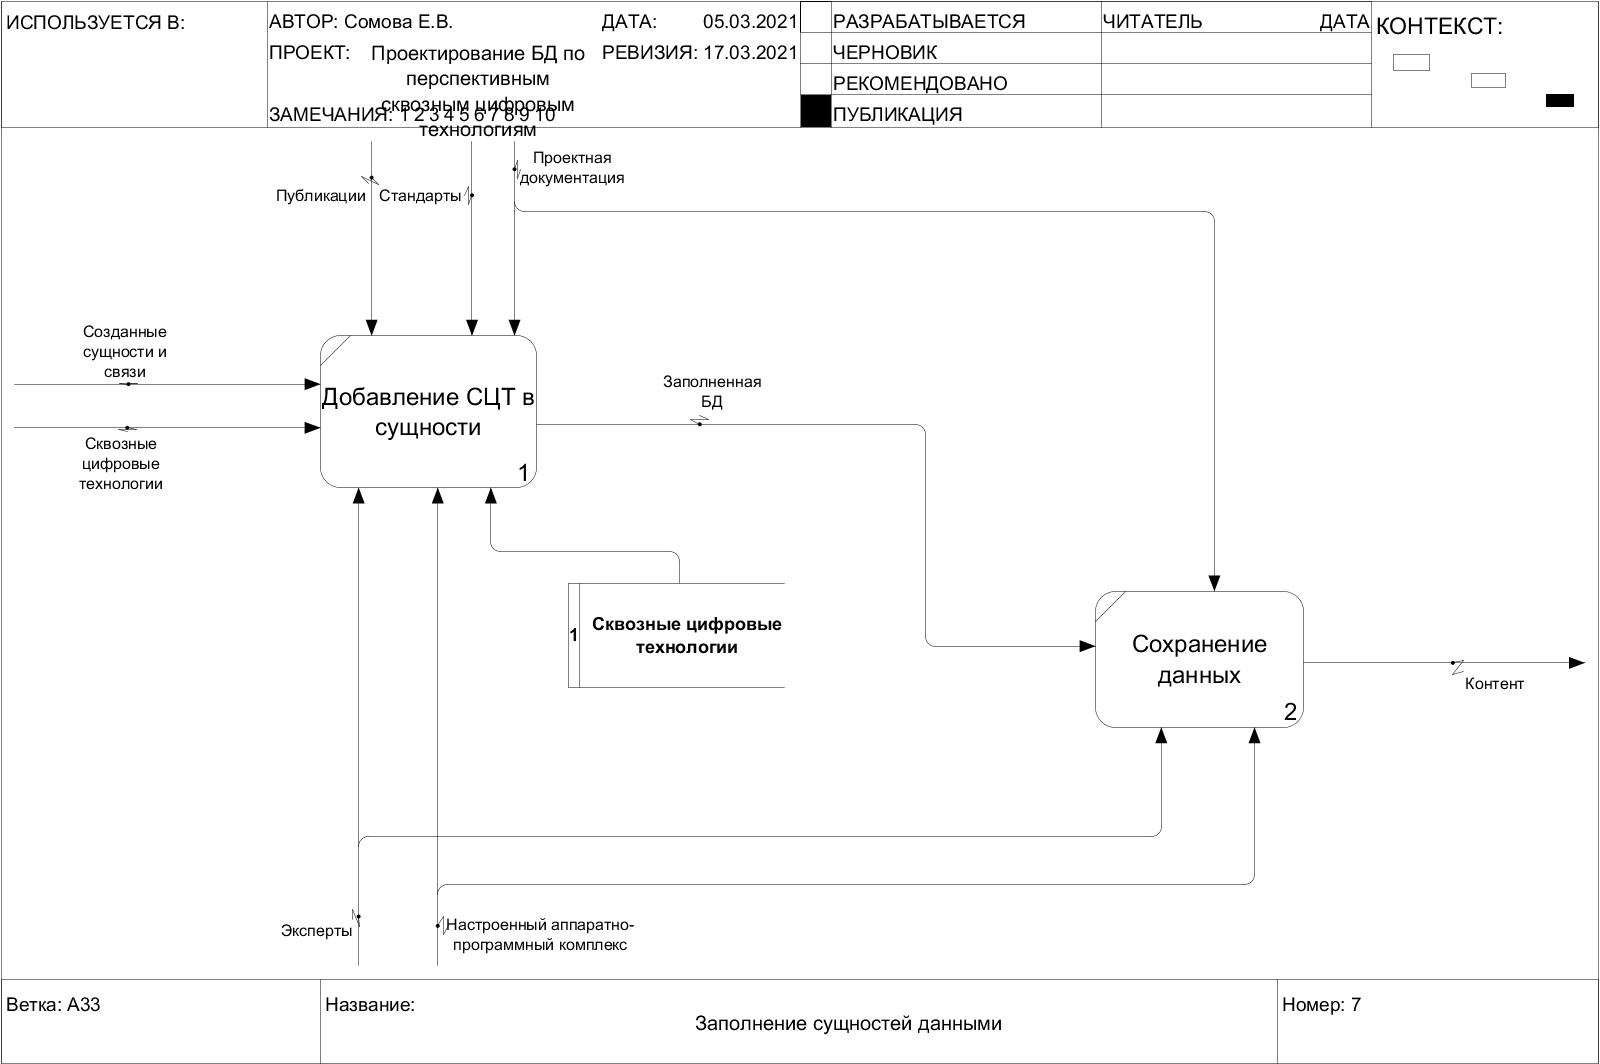 ИСПОЛЬЗУЕТСЯ В:
АВТОР: Сомова Е.В.
ДАТА: 05.03.2021
ПРОЕКТ: Проектирование БД по
перспективным
сквозным цифровым
технологиям
РЕВИЗИЯ: 17.03.2021
ЗАМЕЧАНИЯ: 1 2 3 4 5 6 7 8 9 10
РАЗРАБАТЫВАЕТСЯ
ЧЕРНОВИК
РЕКОМЕНДОВАНО
ПУБЛИКАЦИЯ
ЧИТАТЕЛЬ ДАТА
КОНТЕКСТ:
Проектная
документация
Публикации
Стандарты
Созданные
сущности и
связи
Сквозные
цифровые
технологии
Добавление СЦТ в
сущности
1
Заполненная
БД
1
Сквозные цифровые
технологии
Сохранение
данных
2
Контент
Эксперты
Настроенный аппаратно-
программный комплекс
Ветка: A33
Название:
Заполнение сущностей данными
Номер: 7